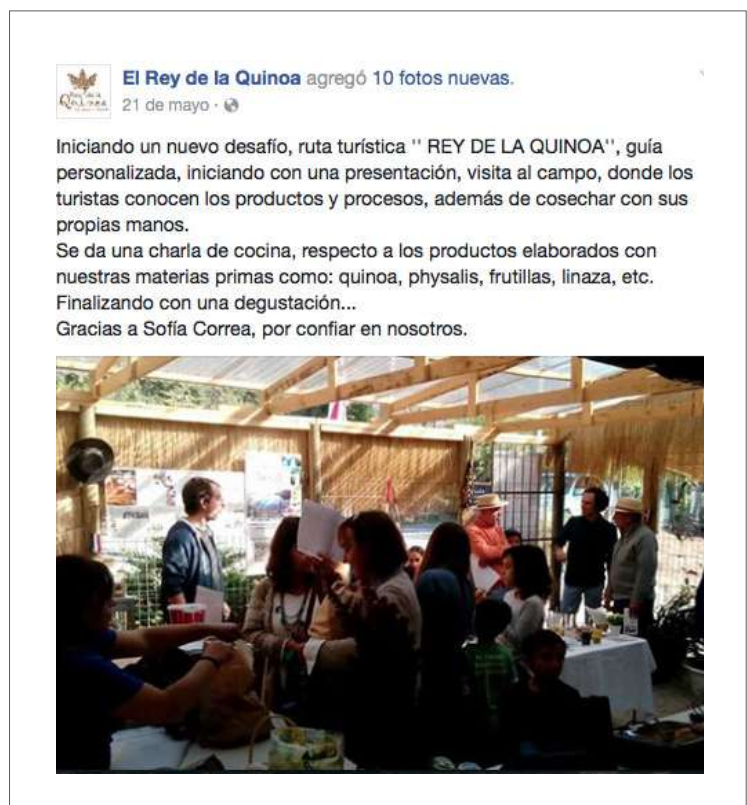 El Rey de la Quinoa agregó 10 fotos nuevas.
21 de mayo ·
Iniciando un nuevo desafío, ruta turística '' REY DE LA QUINOA'', guía
personalizada, iniciando con una presentación, visita al campo, donde los
turistas conocen los productos y procesos, además de cosechar con sus
propias manos.
Se da una charla de cocina, respecto a los productos elaborados con
nuestras materias primas como: quinoa, physalis, frutillas, linaza, etc.
Finalizando con una degustación...
Gracias a Sofía Correa, por confiar en nosotros.